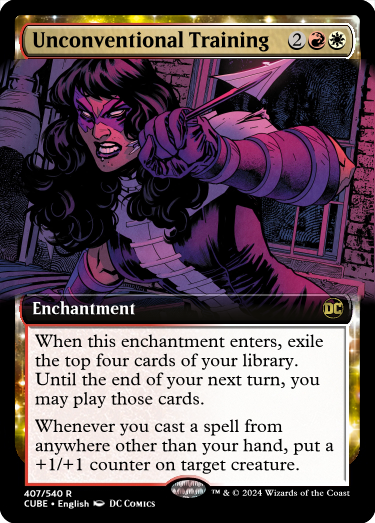 Unconventional Training 2
Enchantment DC
When this enchantment enters, exile
the top four cards of your library.
Until the end of your next turn, you
may play those cards.
Whenever you cast a spell from
anywhere other than your hand, put a
+1/+1 counter on target creature.
407/540 R ™ & © 2024 Wizards of the Coast
CUBE • English DC COMICS